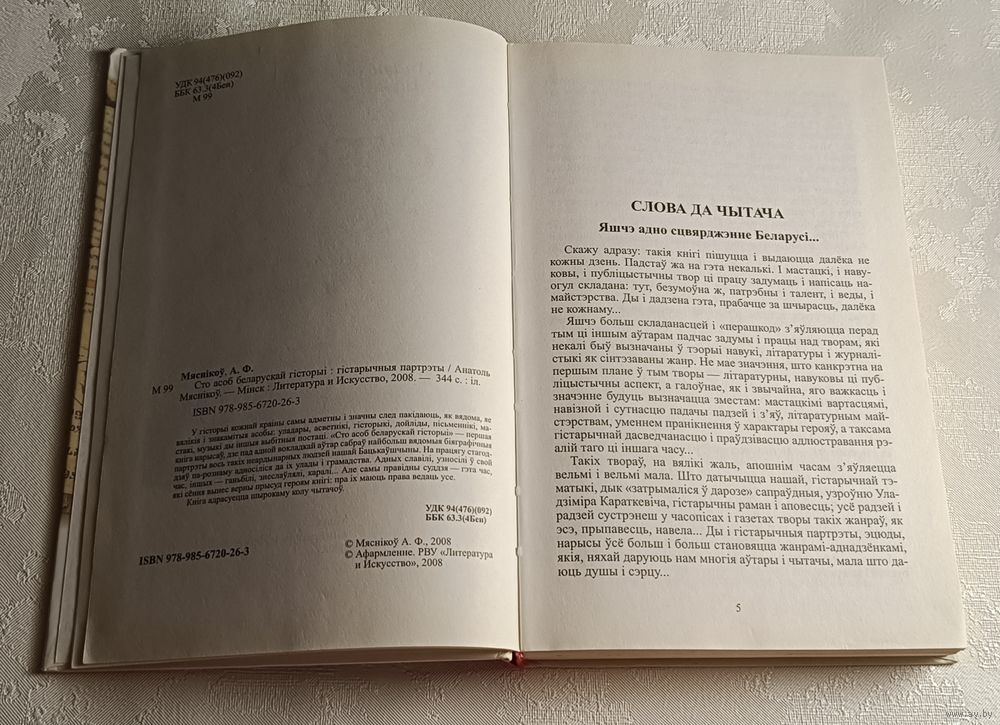 УДК 94(476)(092)
ББК 63.3(4Беи)
М 99
Мяснікоў, А. Ф.
М 99 Сто асоб беларускай гісторыі : гістарычныя партрэты / Анатоль
Мяснікоў. — Мінск : Литература и Искусство, 2008. — 344 с. : іл.
ISBN 978-985-6720-26-3
У гісторыі кожнай краіны самы адметны і значны след пакідаюць, як вядома, яе
вялікія і знакамітыя асобы: уладары, асветнікі, гісторыкі, дойліды, пісьменнікі, ма-
стакі, музыкі ды іншыя выбітныя постаці. «Сто асоб беларускай гісторыі» — першая
кніга нарысаў, дзе пад адной вокладкай аўтар сабраў найбольш вядомыя біяграфічныя
партрэты вось такіх неардынарных людзей нашай Бацькаўшчыны. На працягу стагод-
дзяў па-рознаму адносіліся да іх улады і грамадства. Адных славілі, узносілі ў свой
час, іншых — ганьбілі, зняслаўлялі, каралі... Але самы правідны суддзя — гэта час,
які сёння вынес верны прысуд героям кнігі: пра іх маюць права ведаць усе.
Кніга адрасуецца шырокаму колу чытачоў.
УДК 94(476)(092)
ББК 63.3(4Беи)
ISBN 978-985-6720-26-3
© Мяснікоў А. Ф., 2008
© Афармленне. РВУ «Литература
и Искусство», 2008
СЛОВА ДА ЧЫТАЧА
Яшчэ адно сцвярджэнне Беларусі...
Скажу адразу: такія кнігі пішуцца і выдаюцца далёка не
кожны дзень. Падстаў жа на гэта некалькі. І мастацкі, і наву-
ковы, і публіцыстычны твор ці працу задумаць і напісаць на-
огул складана: тут, безумоўна ж, патрэбны і талент, і веды, і
майстэрства. Ды і дадзена гэта, прабачце за шчырасць, далёка
не кожнаму...
Яшчэ больш складанасцей і «перашкод» з’яўляюцца перад
тым ці іншым аўтарам падчас задумы і працы над творам, які
некалі быў вызначаны ў тэорыі навукі, літаратуры і журналі-
стыкі як сінтэзаваны жанр. Не мае значэння, што канкрэтна на
першым плане ў тым творы — літаратурны, навуковы ці пуб-
ліцыстычны аспект, а галоўнае, як і звычайна, яго важкасць і
значэнне будуць вызначацца зместам: мастацкімі вартасцямі,
навізной і сутнасцю падачы падзей і з’яў, літаратурным май-
стэрствам, уменнем пранікнення ў характары герояў, а таксама
гістарычнай дасведчанасцю і праўдзівасцю адлюстравання рэ-
алій таго ці іншага часу...
Такіх твораў, на вялікі жаль, апошнім часам з’яўляецца
вельмі і вельмі мала. Што датычыцца нашай, гістарычнай тэ-
матыкі, дык «затрымаліся ў дарозе» сапраўдныя, узроўню Ула-
дзіміра Караткевіча, гістарычны раман і аповесць; усё радзей і
радзей сустрэнеш у часопісах і газетах творы такіх жанраў, як
эсэ, прыпавесць, навела... Ды і гістарычныя партрэты, эцюды,
нарысы ўсё больш і больш становяцца жанрамі-аднадзёнкамі,
якія, няхай даруюць нам многія аўтары і чытачы, мала што да-
юць душы і сэрцу...
5
www.ay.by